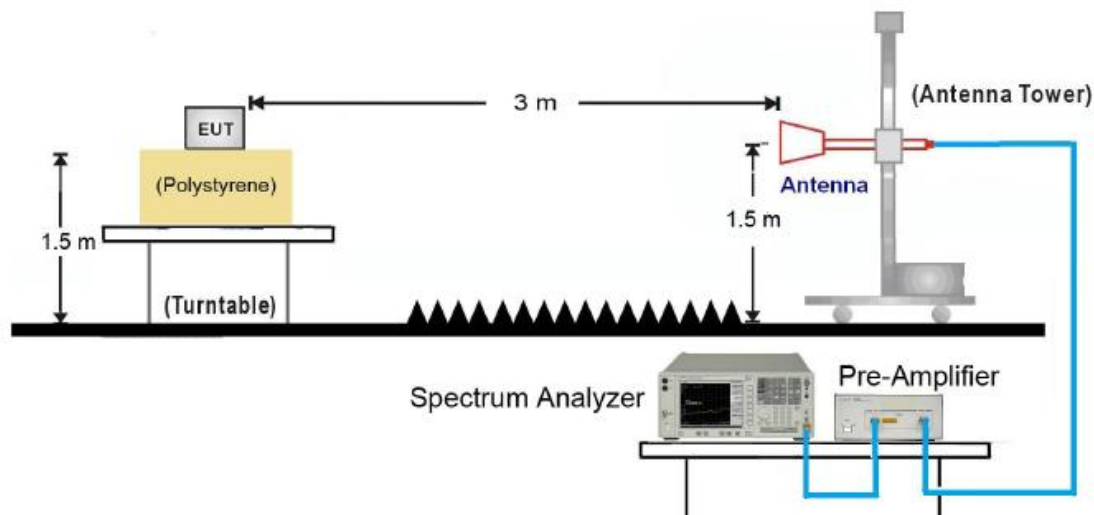 3 m
(Antenna Tower)
EUT
(Polystyrene)
Antenna
1.5 m
1.5 m
(Turntable)
Spectrum Analyzer
Pre-Amplifier